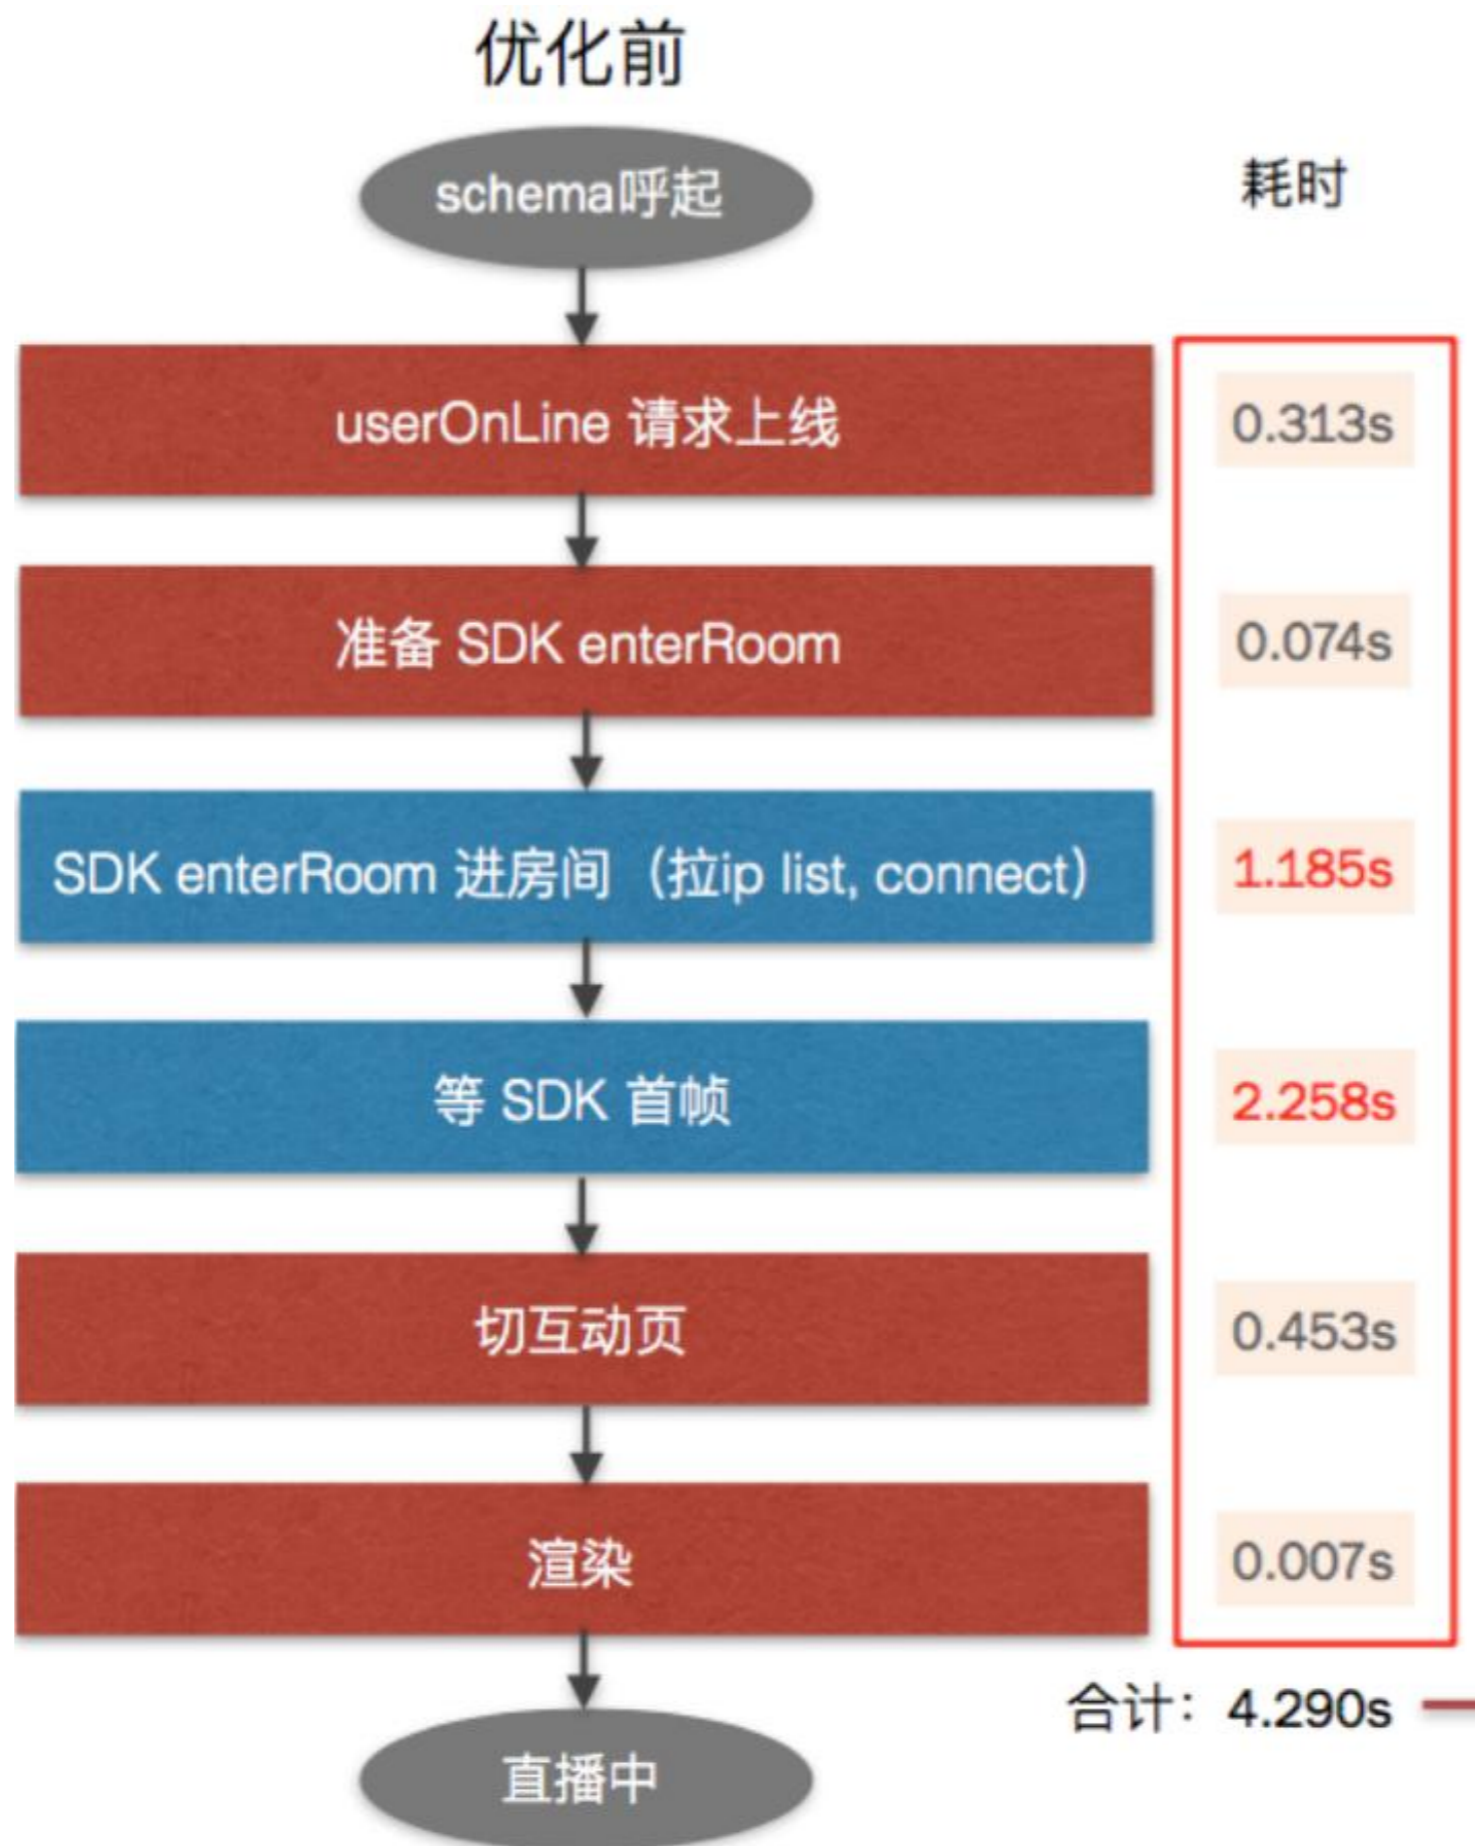 优化前
schema呼起
耗时
userOnLine 请求上线
0.313s
准备 SDK enterRoom
0.074s
SDK enterRoom 进房间（拉ip list, connect）
1.185s
等 SDK 首帧
2.258s
切互动页
0.453s
渲染
0.007s
合计：4.290s
直播中